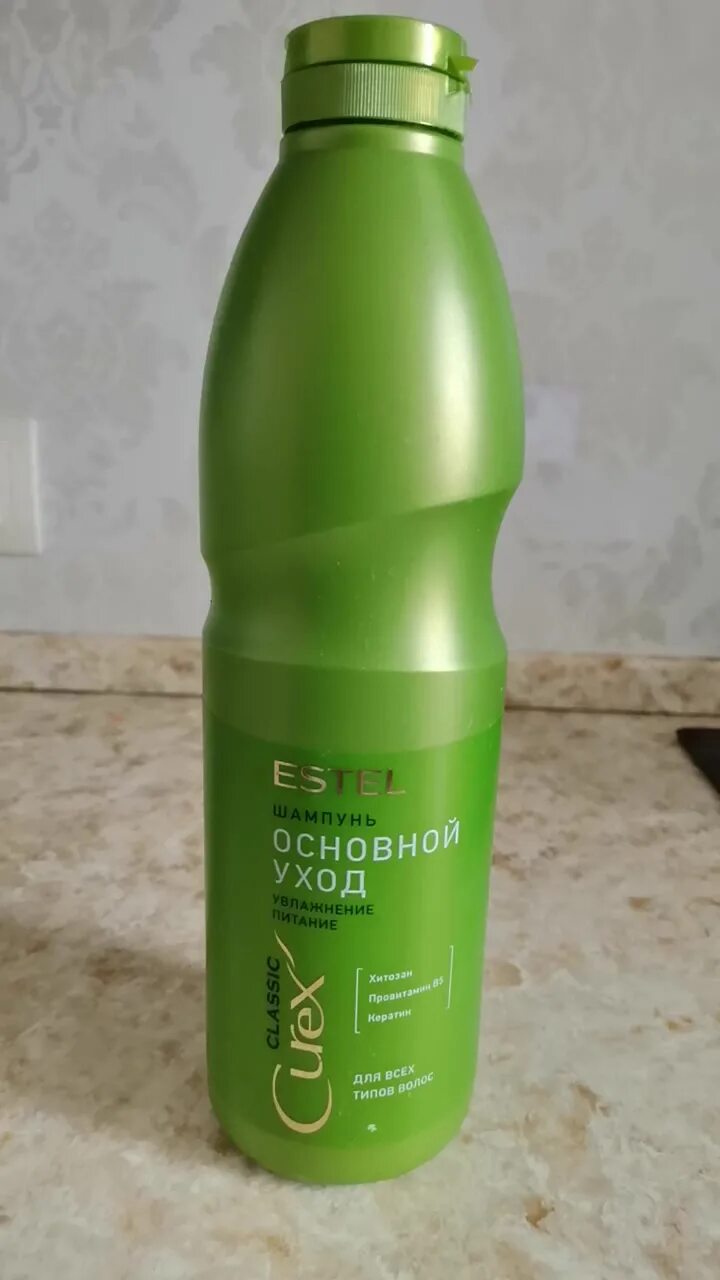 ESTEL
ШАМПУНЬ
ОСНОВНОЙ
УХОД
УВЛАЖНЕНИЕ
ПИТАНИЕ
CLASSIC
Curex
Хитозан
Провитамин B5
Кератин
ДЛЯ ВСЕХ
ТИПОВ ВОЛОС